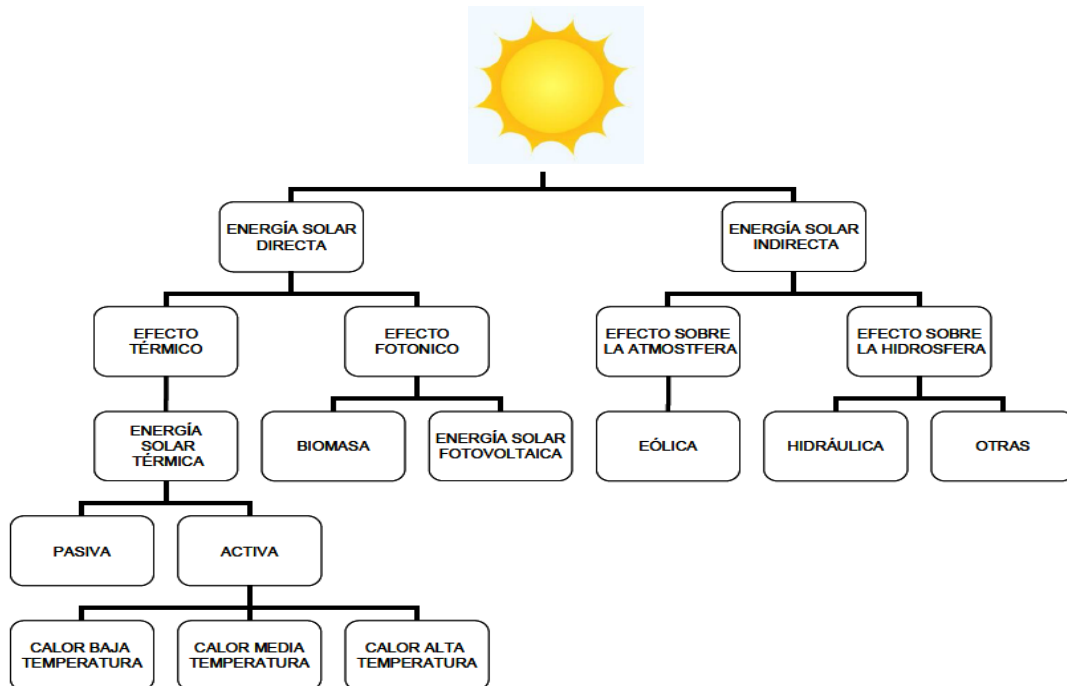 ENERGÍA SOLAR
DIRECTA
ENERGÍA SOLAR
INDIRECTA
EFECTO
TÉRMICO
EFECTO
FOTONICO
EFECTO SOBRE
LA ATMOSTFERA
EFECTO SOBRE
LA HIDROSFERA
ENERGÍA
SOLAR
TÉRMICA
BIOMASA
ENERGÍA SOLAR
FOTOVOLTAICA
EÓLICA
HIDRÁULICA
OTRAS
PASIVA
ACTIVA
CALOR BAJA
TEMPERATURA
CALOR MEDIA
TEMPERATURA
CALOR ALTA
TEMPERATURA